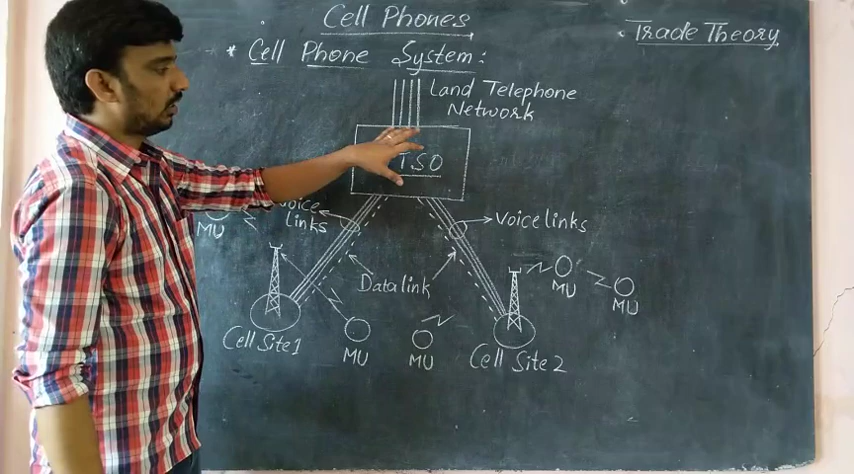 Cell Phones
Trade Theory
* Cell Phone System:
Land Telephone
Network
T.S.O
Voice
links
Voice links
MU
Data link
MU
MU
Cell Site 1
MU
MU
Cell Site 2